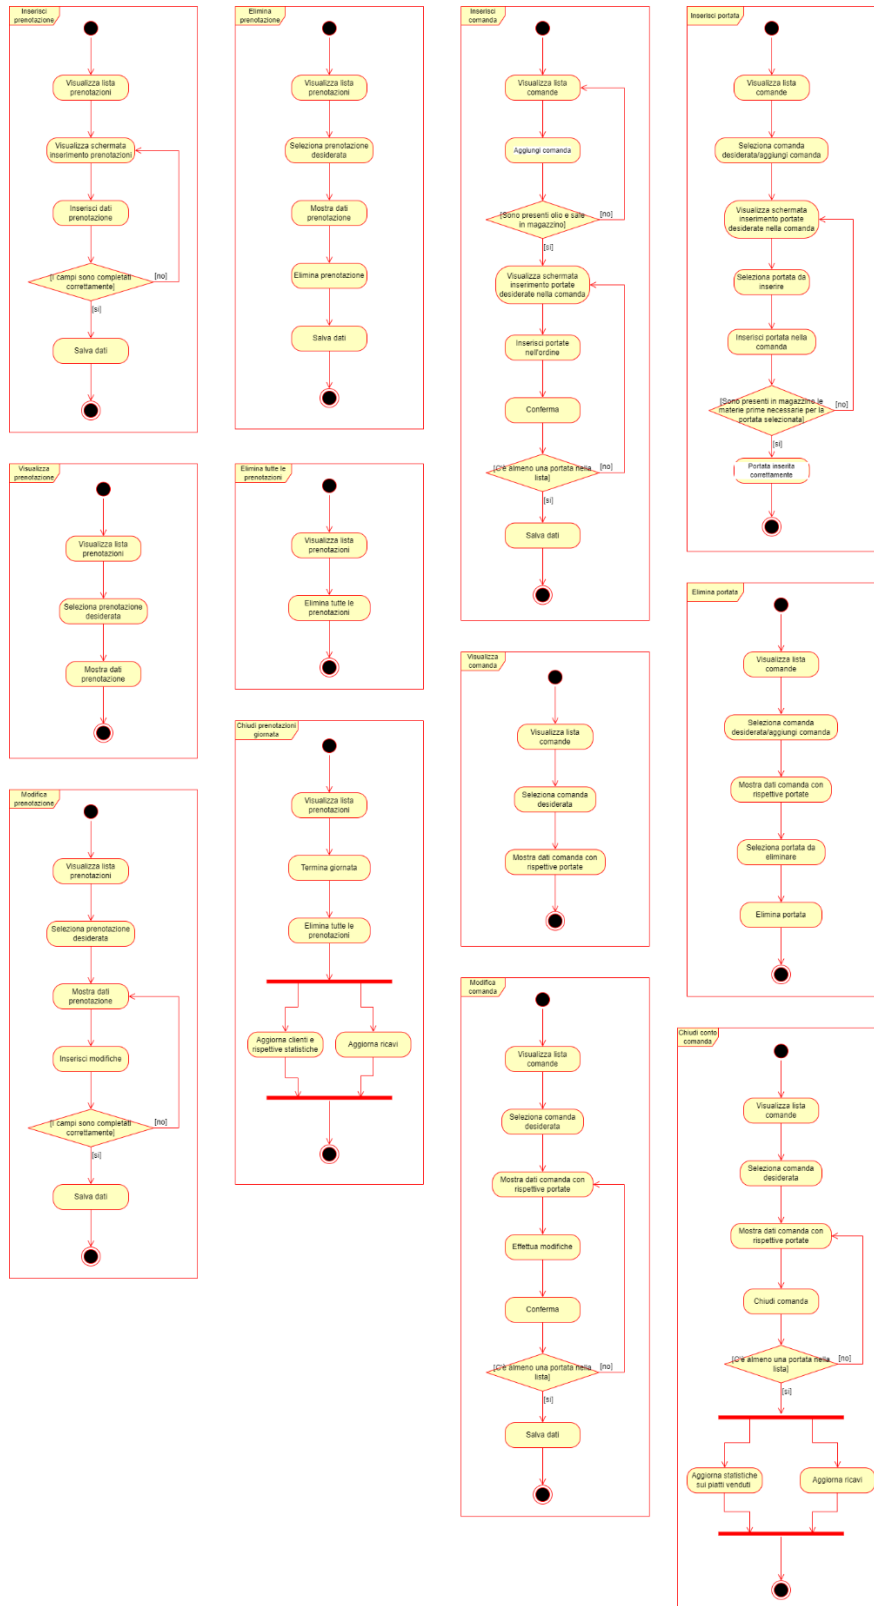 Inserisci
prenotazione
Visualizza lista
prenotazioni
Visualizza schermata
inserimento prenotazioni
Inserisci dati
prenotazione
[I campi sono completati
correttamente]
[no]
[si]
Salva dati
Visualizza
prenotazione
Visualizza lista
prenotazioni
Seleziona prenotazione
desiderata
Mostra dati
prenotazione
Modifica
prenotazione
Visualizza lista
prenotazioni
Seleziona prenotazione
desiderata
Mostra dati
prenotazione
Inserisci modifiche
[I campi sono completati
correttamente]
[no]
[si]
Salva dati
Elimina
prenotazione
Visualizza lista
prenotazioni
Seleziona prenotazione
desiderata
Mostra dati
prenotazione
Elimina prenotazione
Salva dati
Elimina tutte le
prenotazioni
Visualizza lista
prenotazioni
Elimina tutte le
prenotazioni
Chiudi prenotazioni
giornata
Visualizza lista
prenotazioni
Termina giornata
Elimina tutte le
prenotazioni
Aggiorna clienti e
rispettive statistiche
Aggiorna ricavi
Inserisci
comanda
Visualizza lista
comande
Aggiungi comanda
[Sono presenti olio e sale
in magazzino]
[no]
[si]
Visualizza schermata
inserimento portate
desiderate nella comanda
Inserisci portate
nell'ordine
Conferma
[C'è almeno una portata nella
lista]
[no]
[si]
Salva dati
Visualizza
comanda
Visualizza lista
comande
Seleziona comanda
desiderata
Mostra dati comanda con
rispettive portate
Modifica
comanda
Visualizza lista
comande
Seleziona comanda
desiderata
Mostra dati comanda con
rispettive portate
Effettua modifiche
Conferma
[C'è almeno una portata nella
lista]
[no]
[si]
Salva dati
Inserisci portata
Visualizza lista
comande
Seleziona comanda
desiderata/aggiungi comanda
Visualizza schermata
inserimento portate
desiderate nella comanda
Seleziona portata da
inserire
Inserisci portata nella
comanda
[Sono presenti in magazzino le
materie prime necessarie per la
portata selezionata]
[no]
[si]
Portata inserita
correttamente
Elimina portata
Visualizza lista
comande
Seleziona comanda
desiderata/aggiungi comanda
Mostra dati comanda con
rispettive portate
Seleziona portata da
eliminare
Elimina portata
Chiudi conto
comanda
Visualizza lista
comande
Seleziona comanda
desiderata
Mostra dati comanda con
rispettive portate
Chiudi comanda
[C'è almeno una portata nella
lista]
[no]
[si]
Aggiorna statistiche
sui piatti venduti
Aggiorna ricavi